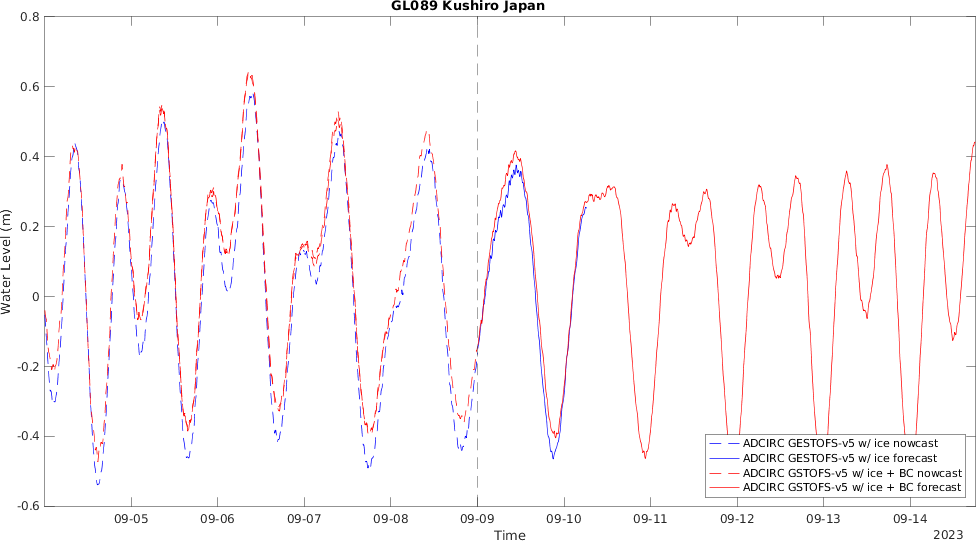 GL089 Kushiro Japan
0.8
0.6
0.4
0.2
0
-0.2
-0.4
-0.6
Water Level (m)
ADCIRC GESTOFS-v5 w/ ice nowcast
ADCIRC GESTOFS-v5 w/ ice forecast
ADCIRC GSTOFS-v5 w/ ice + BC nowcast
ADCIRC GSTOFS-v5 w/ ice + BC forecast
09-05 09-06 09-07 09-08 09-09 09-10 09-11 09-12 09-13 09-14
Time
2023